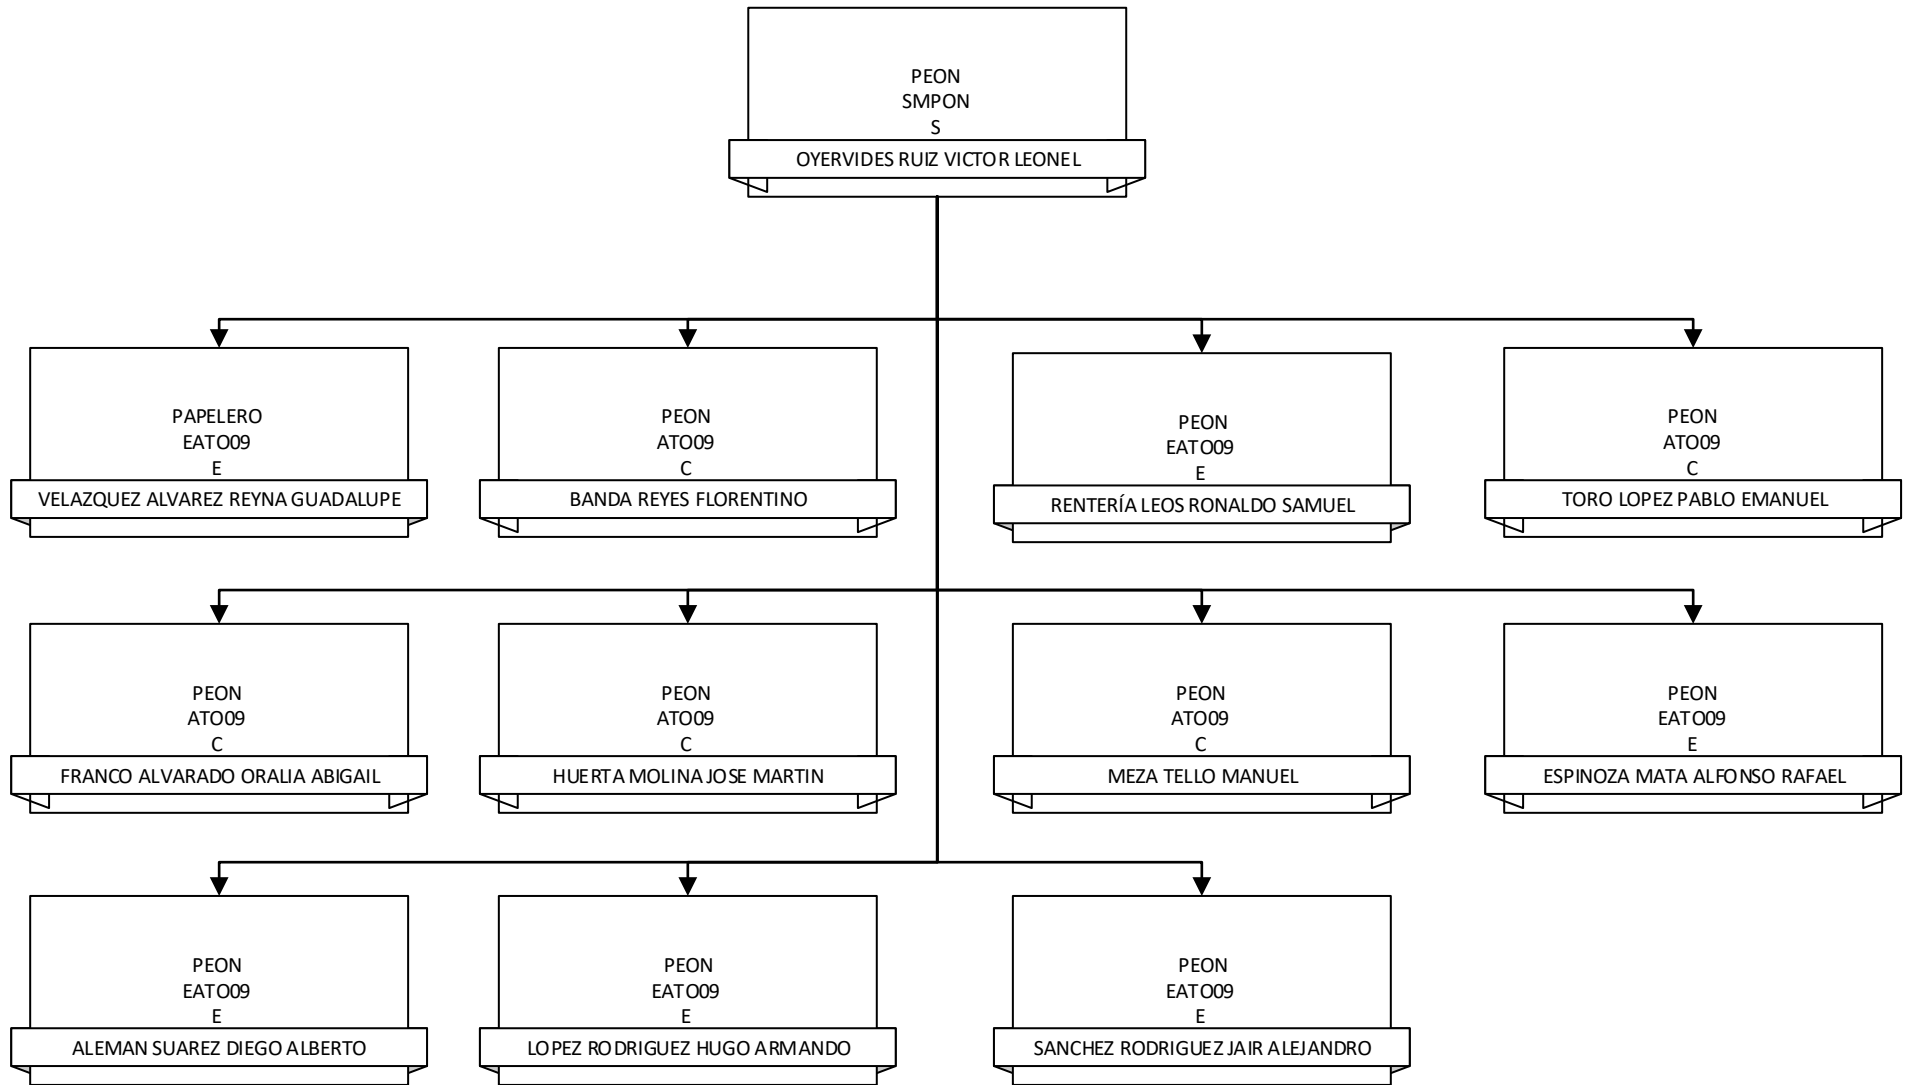 PEON
SMPON
S
OYERVIDES RUIZ VICTOR LEONEL
PAPELERO
EATO09
E
VELAZQUEZ ALVAREZ REYNA GUADALUPE
PEON
ATO09
C
BANDA REYES FLORENTINO
PEON
EATO09
E
RENTERÍA LEOS RONALDO SAMUEL
PEON
ATO09
C
TORO LOPEZ PABLO EMANUEL
PEON
ATO09
C
FRANCO ALVARADO ORALIA ABIGAIL
PEON
ATO09
C
HUERTA MOLINA JOSE MARTIN
PEON
ATO09
C
MEZA TELLO MANUEL
PEON
EATO09
E
ESPINOZA MATA ALFONSO RAFAEL
PEON
EATO09
E
ALEMAN SUAREZ DIEGO ALBERTO
PEON
EATO09
E
LOPEZ RODRIGUEZ HUGO ARMANDO
PEON
EATO09
E
SANCHEZ RODRIGUEZ JAIR ALEJANDRO